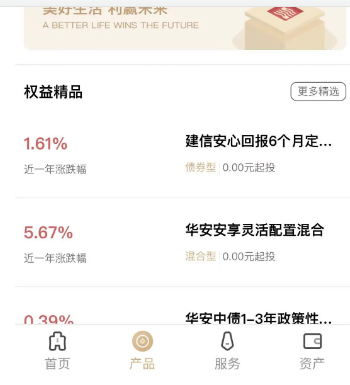 美好生活 利赢未来
A BETTER LIFE WINS THE FUTURE
权益精品
更多精选
1.61%
建信安心回报6个月定...
近一年涨跌幅
债券型 0.00元起投
5.67%
华安安享灵活配置混合
近一年涨跌幅
混合型 0.00元起投
0.39%
华安中债1-3年政策性...
首页
产品
服务
资产